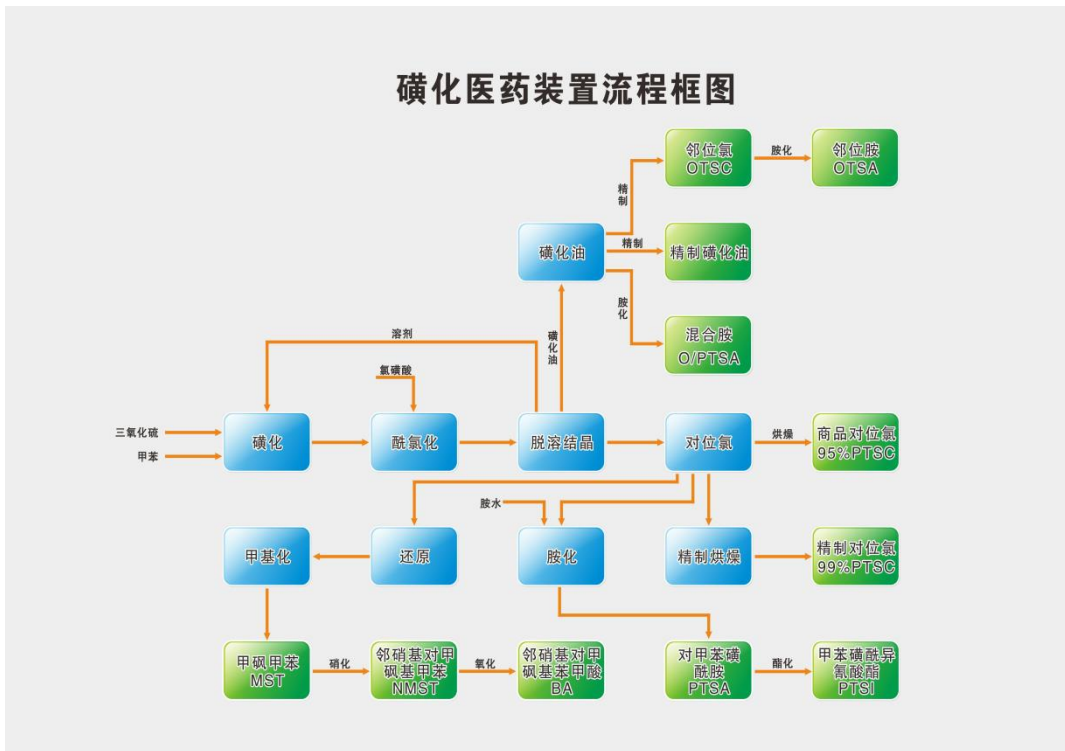 磺化医药装置流程框图
邻位氯
OTSC
胺化
邻位胺
OTSA
精制
磺化油
精制
精制磺化油
胺化
混合胺
O/PTSA
溶剂
磺化油
氯磺酸
三氧化硫
甲苯
磺化
酰氯化
脱溶结晶
对位氯
烘燥
商品对位氯
95%PTSC
胺水
甲基化
还原
胺化
精制烘燥
精制对位氯
99%PTSC
甲砜甲苯
MST
硝化
邻硝基对甲
砜基甲苯
NMST
氧化
邻硝基对甲
砜基苯甲酸
BA
对甲苯磺
酰胺
PTSA
酯化
甲苯磺酰异
氰酸酯
PTSI